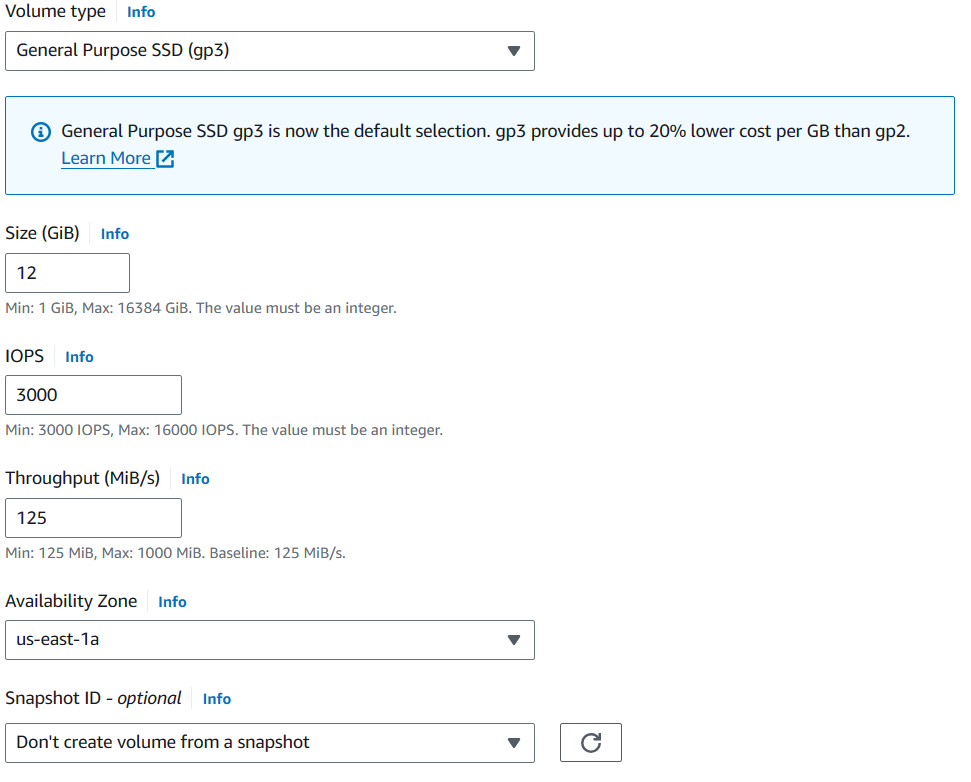 Volume type Info
General Purpose SSD (gp3)
General Purpose SSD gp3 is now the default selection. gp3 provides up to 20% lower cost per GB than gp2.
Learn More
Size (GiB) Info
12
Min: 1 GiB, Max: 16384 GiB. The value must be an integer.
IOPS Info
3000
Min: 3000 IOPS, Max: 16000 IOPS. The value must be an integer.
Throughput (MiB/s) Info
125
Min: 125 MiB, Max: 1000 MiB. Baseline: 125 MiB/s.
Availability Zone Info
us-east-1a
Snapshot ID - optional Info
Don't create volume from a snapshot